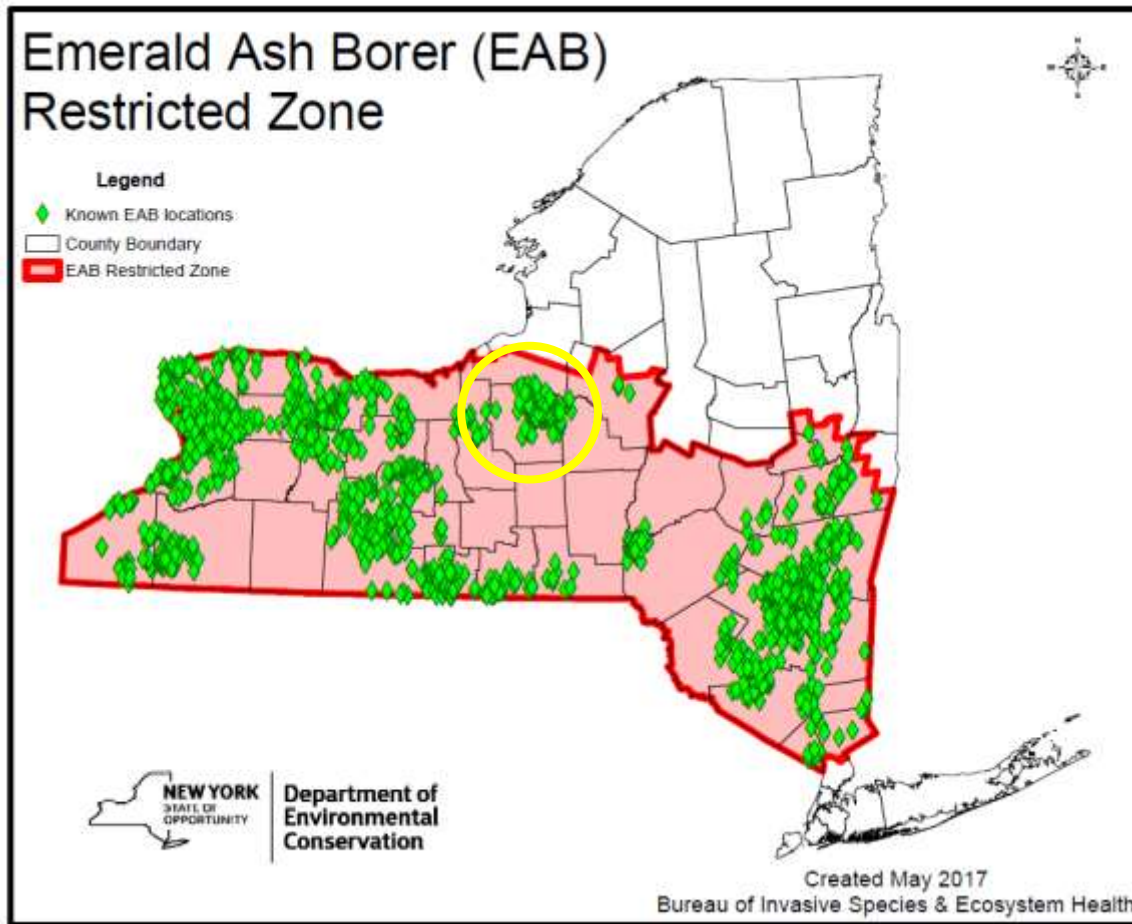 Emerald Ash Borer (EAB)
Restricted Zone
N
W
E
S
Legend
Known EAB locations
County Boundary
EAB Restricted Zone
NEW YORK
STATE OF
OPPORTUNITY
Department of
Environmental
Conservation
Created May 2017
Bureau of Invasive Species & Ecosystem Health